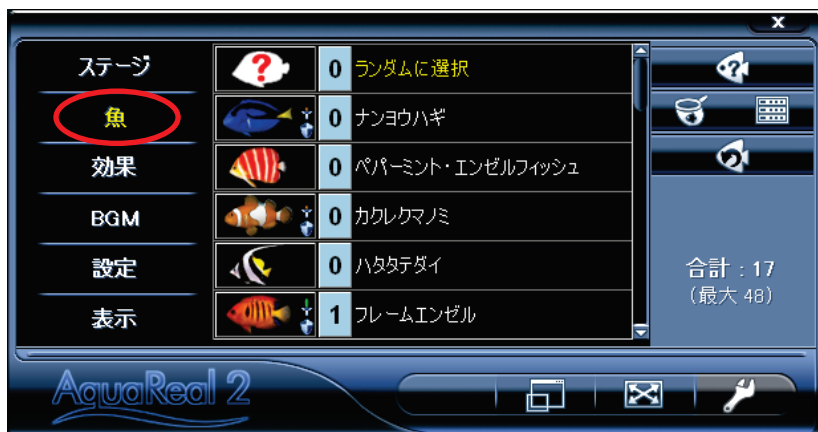 x
ステージ
魚
効果
BGM
設定
表示
0 ランダムに選択
0 ナンヨウハギ
0 ペパーミント・エンゼルフィッシュ
0 カクレクマノミ
0 ハタタテダイ
1 フレームエンゼル
合計：17
（最大 48）
AquaReal 2